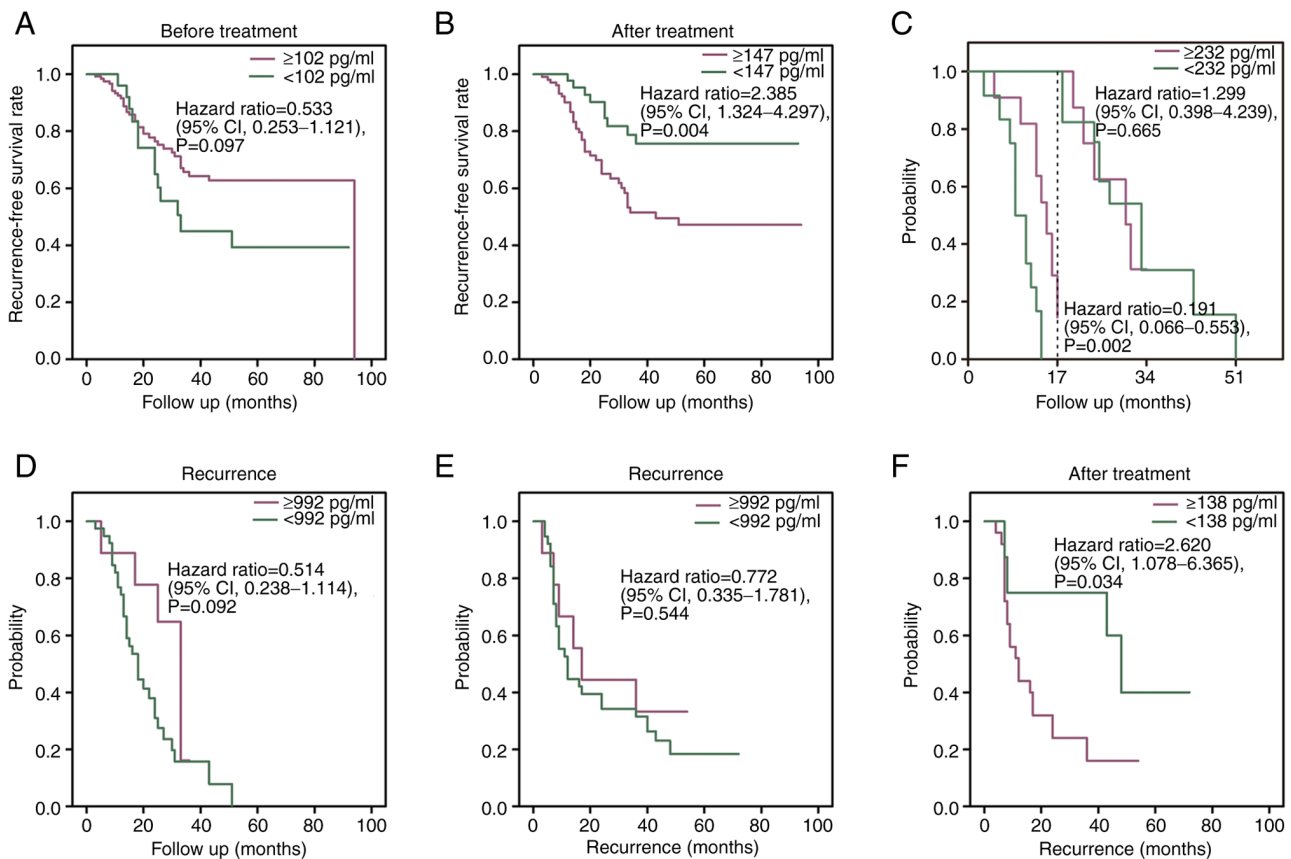 A
Before treatment
≥102 pg/ml
<102 pg/ml
Hazard ratio=0.533
(95% CI, 0.253–1.121),
P=0.097
Recurrence-free survival rate
1.0
0.8
0.6
0.4
0.2
0.0
0 20 40 60 80 100
Follow up (months)
B
After treatment
≥147 pg/ml
<147 pg/ml
Hazard ratio=2.385
(95% CI, 1.324–4.297),
P=0.004
Recurrence-free survival rate
1.0
0.8
0.6
0.4
0.2
0.0
0 20 40 60 80 100
Follow up (months)
C
≥232 pg/ml
<232 pg/ml
Hazard ratio=1.299
(95% CI, 0.398–4.239),
P=0.665
Hazard ratio=0.191
(95% CI, 0.066–0.553),
P=0.002
Probability
1.0
0.8
0.6
0.4
0.2
0.0
0 17 34 51
Follow up (months)
D
Recurrence
≥992 pg/ml
<992 pg/ml
Hazard ratio=0.514
(95% CI, 0.238–1.114),
P=0.092
Probability
1.0
0.8
0.6
0.4
0.2
0.0
0 20 40 60 80 100
Follow up (months)
E
Recurrence
≥992 pg/ml
<992 pg/ml
Hazard ratio=0.772
(95% CI, 0.335–1.781),
P=0.544
Probability
1.0
0.8
0.6
0.4
0.2
0.0
0 20 40 60 80 100
Recurrence (months)
F
After treatment
≥138 pg/ml
<138 pg/ml
Hazard ratio=2.620
(95% CI, 1.078–6.365),
P=0.034
Probability
1.0
0.8
0.6
0.4
0.2
0.0
0 20 40 60 80 100
Recurrence (months)